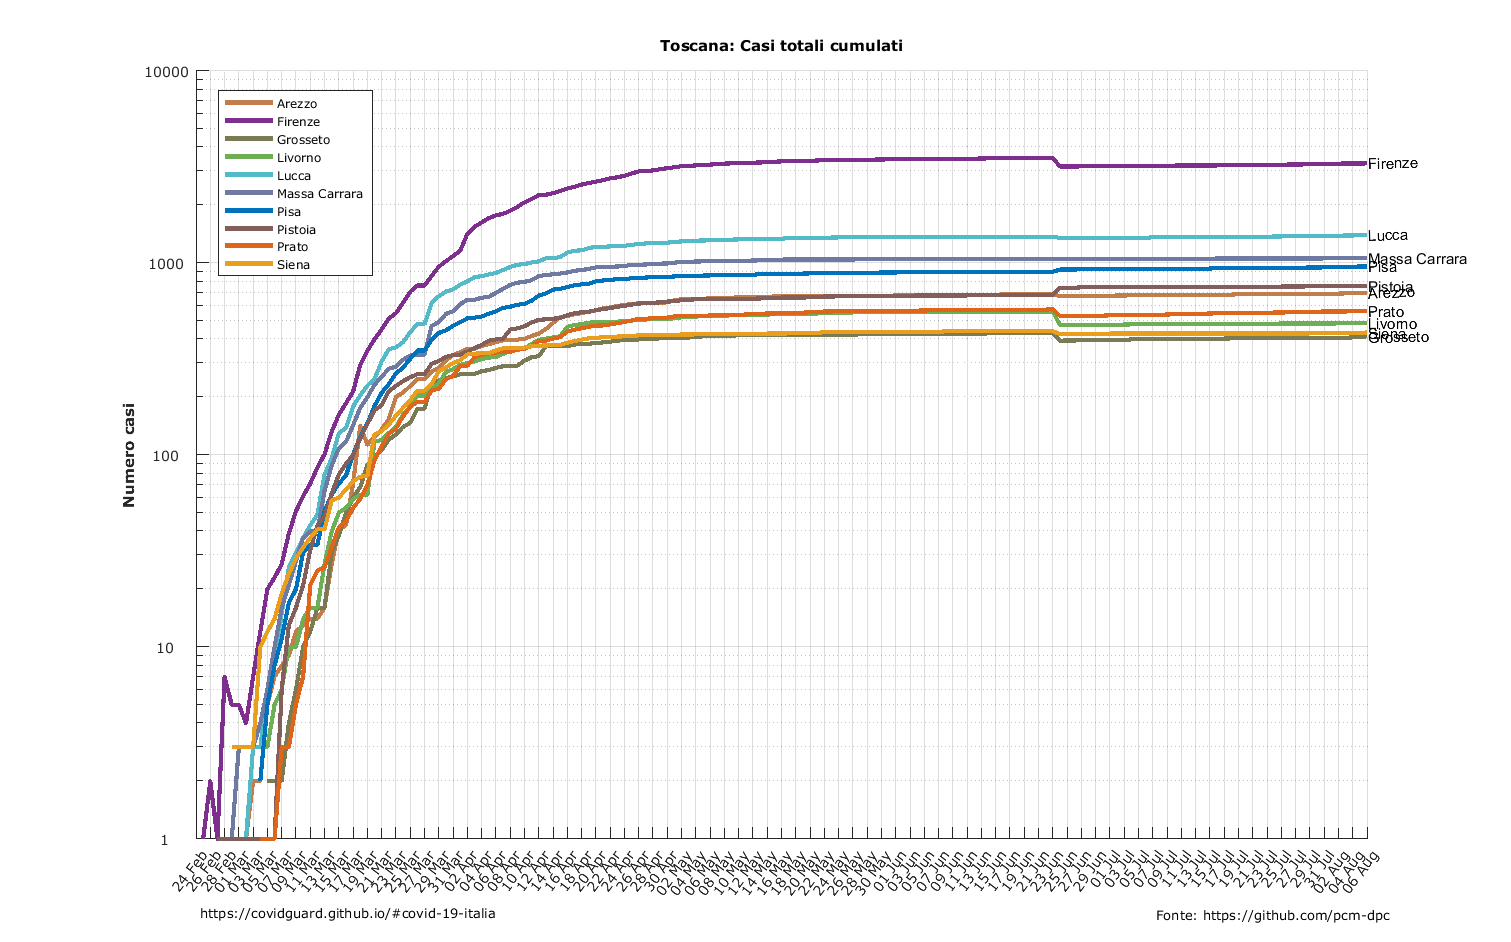 Toscana: Casi totali cumulati
10000
1000
100
10
1
Numero casi
Arezzo
Firenze
Grosseto
Livorno
Lucca
Massa Carrara
Pisa
Pistoia
Prato
Siena
Firenze
Lucca
Massa Carrara
Pisa
Pistoia
Arezzo
Prato
Livorno
Siena
Grosseto
24 Feb
26 Feb
28 Feb
01 Mar
03 Mar
05 Mar
07 Mar
09 Mar
11 Mar
13 Mar
15 Mar
17 Mar
19 Mar
21 Mar
23 Mar
25 Mar
27 Mar
29 Mar
31 Mar
02 Apr
04 Apr
06 Apr
08 Apr
10 Apr
12 Apr
14 Apr
16 Apr
18 Apr
20 Apr
22 Apr
24 Apr
26 Apr
28 Apr
30 Apr
02 May
04 May
06 May
08 May
10 May
12 May
14 May
16 May
18 May
20 May
22 May
24 May
26 May
28 May
30 May
01 Jun
03 Jun
05 Jun
07 Jun
09 Jun
11 Jun
13 Jun
15 Jun
17 Jun
19 Jun
21 Jun
23 Jun
25 Jun
27 Jun
29 Jun
01 Jul
03 Jul
05 Jul
07 Jul
09 Jul
11 Jul
13 Jul
15 Jul
17 Jul
19 Jul
21 Jul
23 Jul
25 Jul
27 Jul
29 Jul
31 Jul
02 Aug
04 Aug
06 Aug
https://covidguard.github.io/#covid-19-italia
Fonte: https://github.com/pcm-dpc